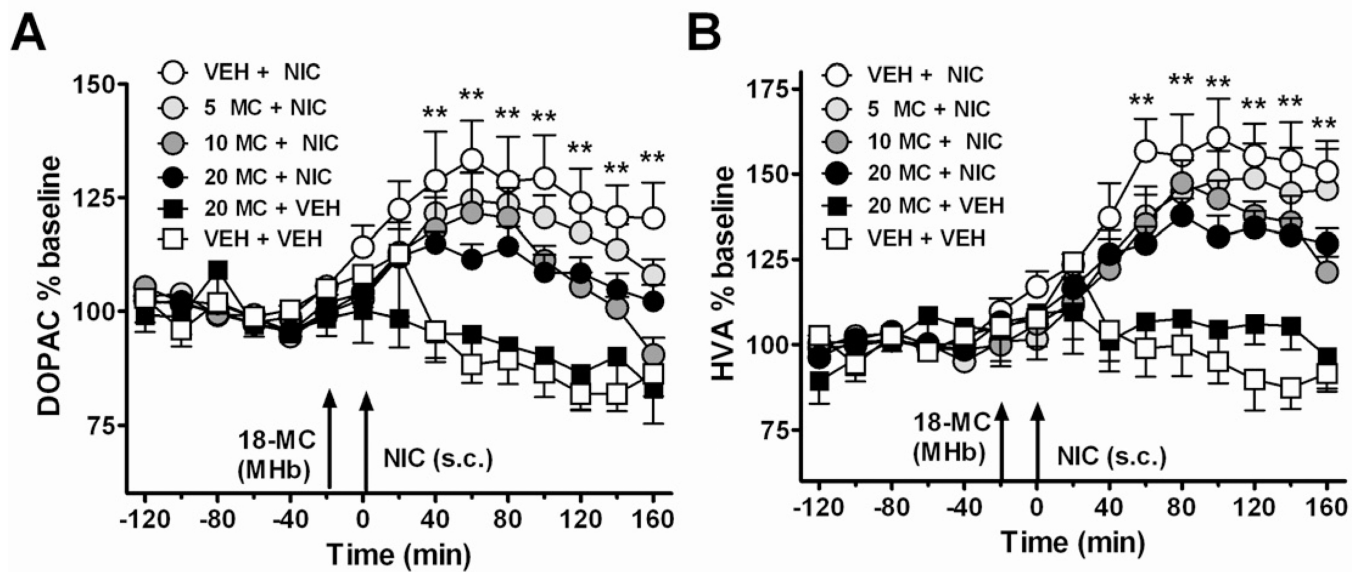 A
DOPAC % baseline
150
125
100
75
VEH + NIC
5 MC + NIC
10 MC + NIC
20 MC + NIC
20 MC + VEH
VEH + VEH
** ** ** ** ** ** **
18-MC
(MHb)
NIC (s.c.)
-120 -80 -40 0 40 80 120 160
Time (min)
B
HVA % baseline
175
150
125
100
75
VEH + NIC
5 MC + NIC
10 MC + NIC
20 MC + NIC
20 MC + VEH
VEH + VEH
** ** ** ** ** **
18-MC
(MHb)
NIC (s.c.)
-120 -80 -40 0 40 80 120 160
Time (min)